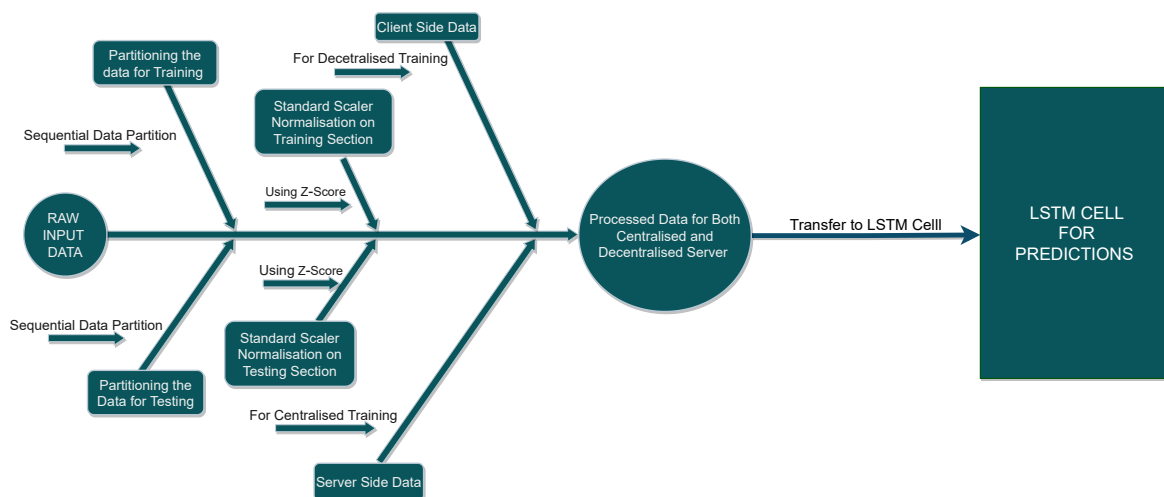 Client Side Data
Partitioning the
data for Training
For Decetralised Training
Standard Scaler
Normalisation on
Training Section
Sequential Data Partition
Using Z-Score
RAW
INPUT
DATA
Processed Data for Both
Centralised and
Decentralised Server
Transfer to LSTM Celll
LSTM CELL
FOR
PREDICTIONS
Using Z-Score
Sequential Data Partition
Standard Scaler
Normalisation on
Testing Section
Partitioning the
Data for Testing
For Centralised Training
Server Side Data